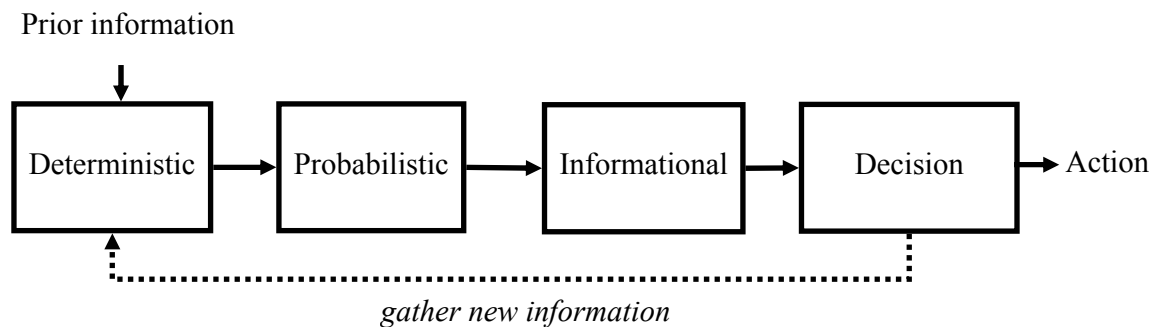 Prior information
Deterministic
Probabilistic
Informational
Decision
Action
gather new information